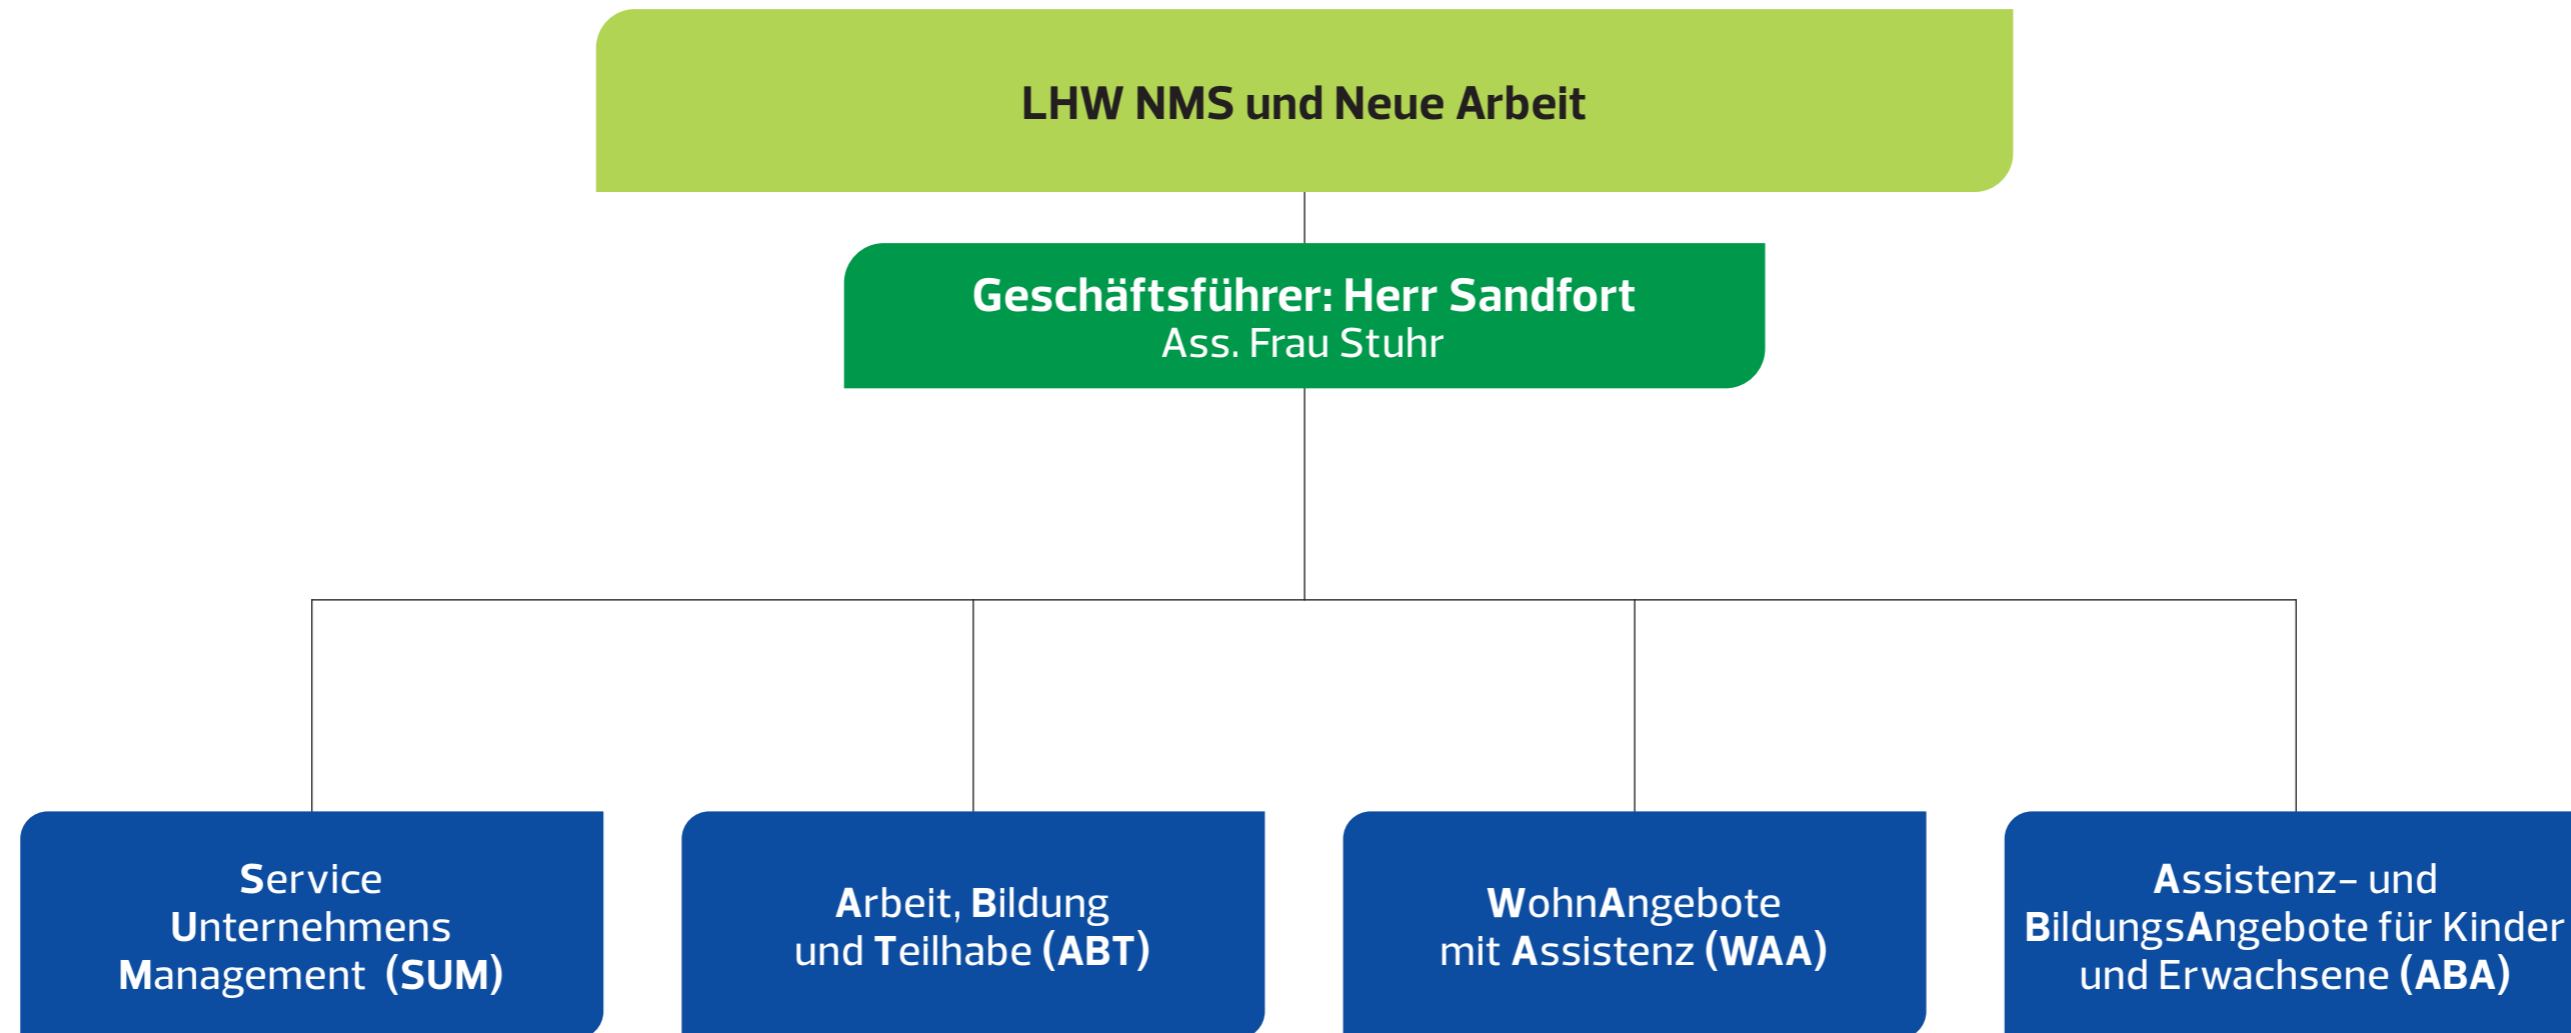 LHW NMS und Neue Arbeit
Geschäftsführer: Herr Sandfort
Ass. Frau Stuhr
Service
Unternehmens
Management (SUM)
Arbeit, Bildung
und Teilhabe (ABT)
WohnAngebote
mit Assistenz (WAA)
Assistenz- und
BildungsAngebote für Kinder
und Erwachsene (ABA)